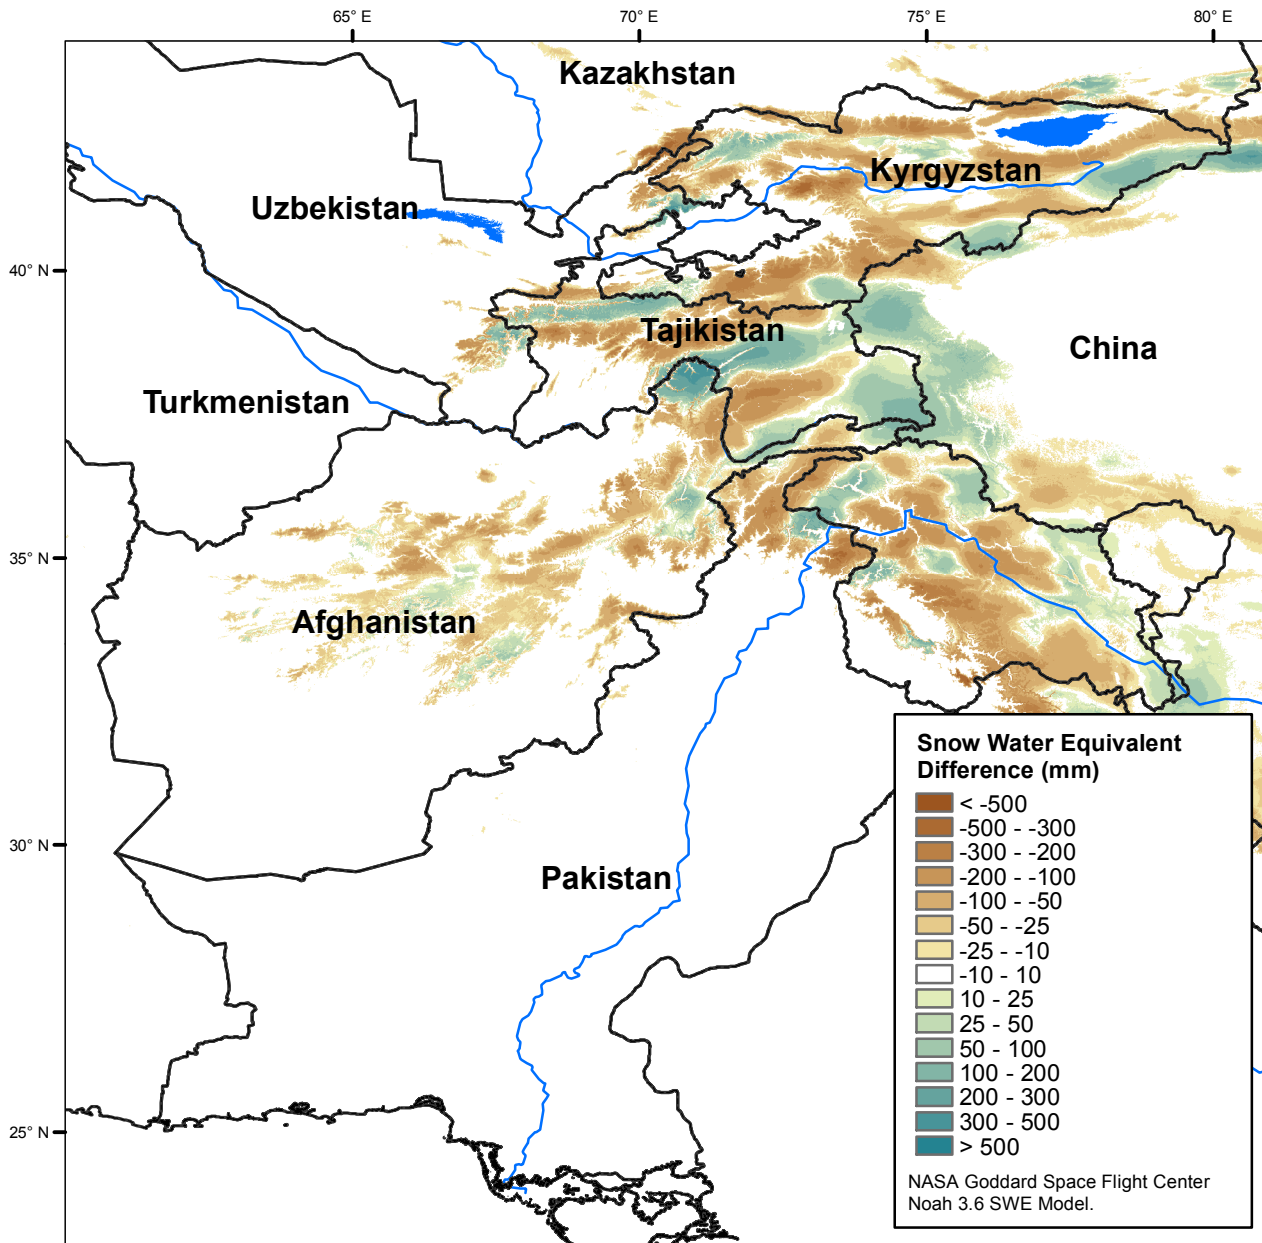 65° E
70° E
75° E
80° E
Kazakhstan
Kyrgyzstan
Uzbekistan
40° N
Tajikistan
China
Turkmenistan
35° N
Afghanistan
30° N
Pakistan
25° N
Snow Water Equivalent
Difference (mm)
< -500
-500 - -300
-300 - -200
-200 - -100
-100 - -50
-50 - -25
-25 - -10
-10 - 10
10 - 25
25 - 50
50 - 100
100 - 200
200 - 300
300 - 500
> 500
NASA Goddard Space Flight Center
Noah 3.6 SWE Model.